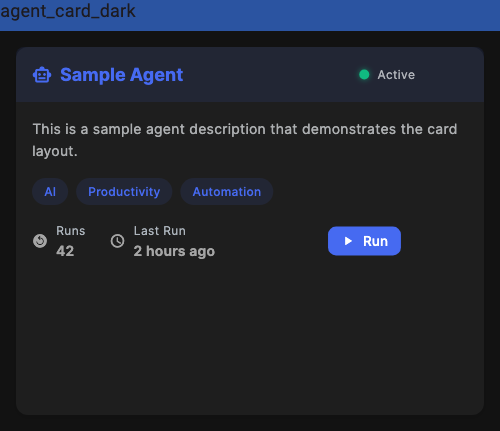 agent_card_dark
Sample Agent
Active
This is a sample agent description that demonstrates the card
layout.
AI
Productivity
Automation
Runs
42
Last Run
2 hours ago
Run